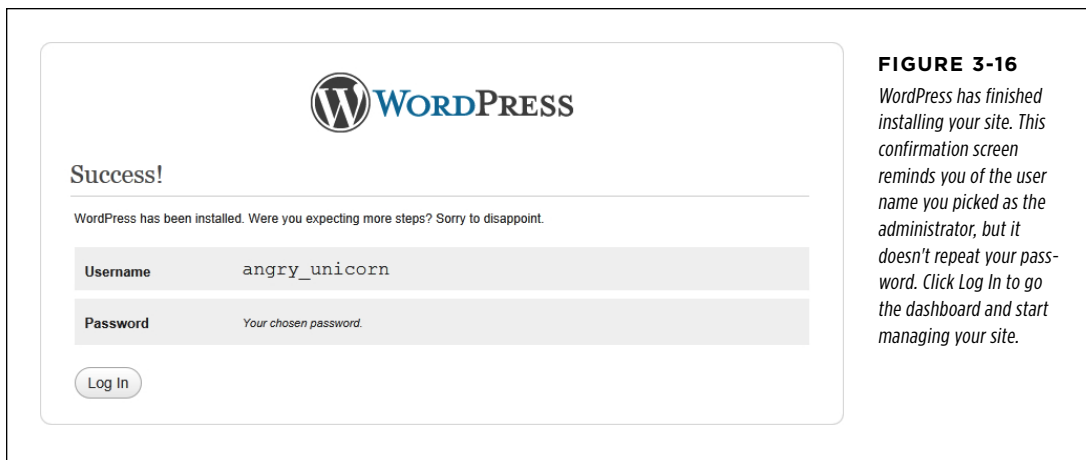 WORDPRESS
Success!
WordPress has been installed. Were you expecting more steps? Sorry to disappoint.
Username angry_unicorn
Password Your chosen password.
Log In
FIGURE 3-16
WordPress has finished
installing your site. This
confirmation screen
reminds you of the user
name you picked as the
administrator, but it
doesn't repeat your pass-
word. Click Log In to go
the dashboard and start
managing your site.